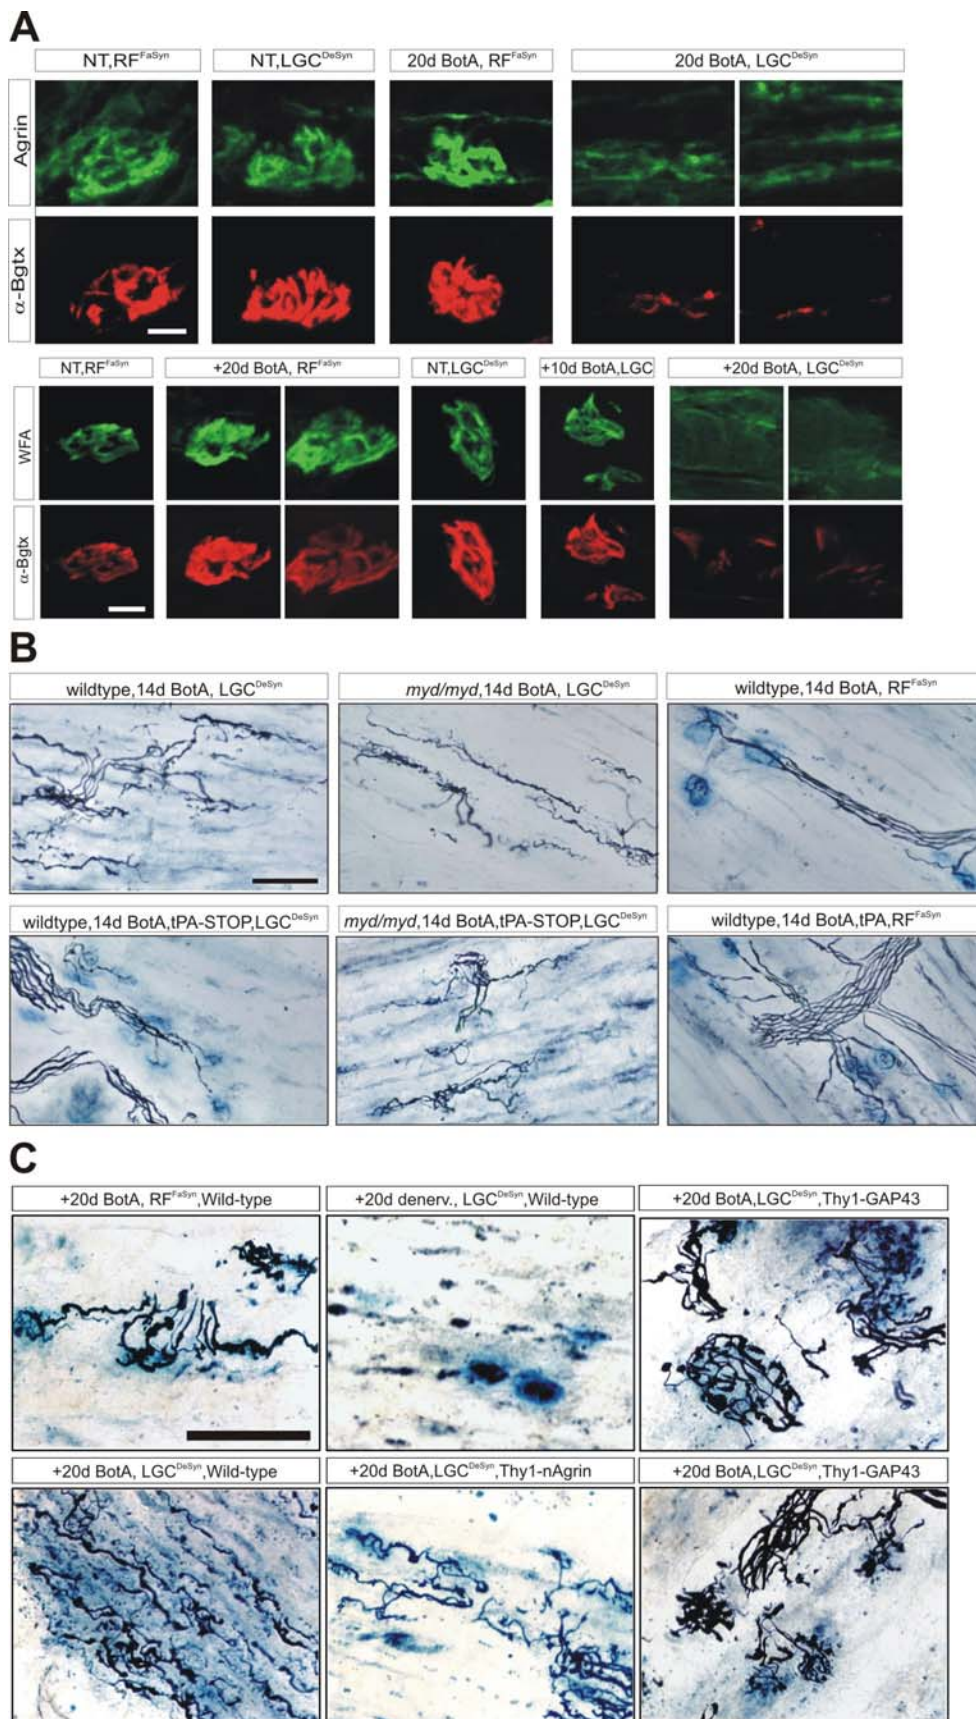 A
NT,RFFaSyn NT,LGCDeSyn 20d BotA, RFFaSyn 20d BotA, LGCDeSyn
Agrin
α-Bgtx
NT,RFFaSyn +20d BotA, RFFaSyn NT,LGCDeSyn +10d BotA,LGC +20d BotA, LGCDeSyn
WFA
α-Bgtx
B
wildtype,14d BotA, LGCDeSyn myd/myd,14d BotA, LGCDeSyn wildtype,14d BotA, RFFaSyn
wildtype,14d BotA,tPA-STOP,LGCDeSyn myd/myd,14d BotA,tPA-STOP,LGCDeSyn wildtype,14d BotA,tPA,RFFaSyn
C
+20d BotA, RFFaSyn,Wild-type +20d denerv., LGCDeSyn,Wild-type +20d BotA,LGCDeSyn,Thy1-GAP43
+20d BotA, LGCDeSyn,Wild-type +20d BotA,LGCDeSyn,Thy1-nAgrin +20d BotA,LGCDeSyn,Thy1-GAP43